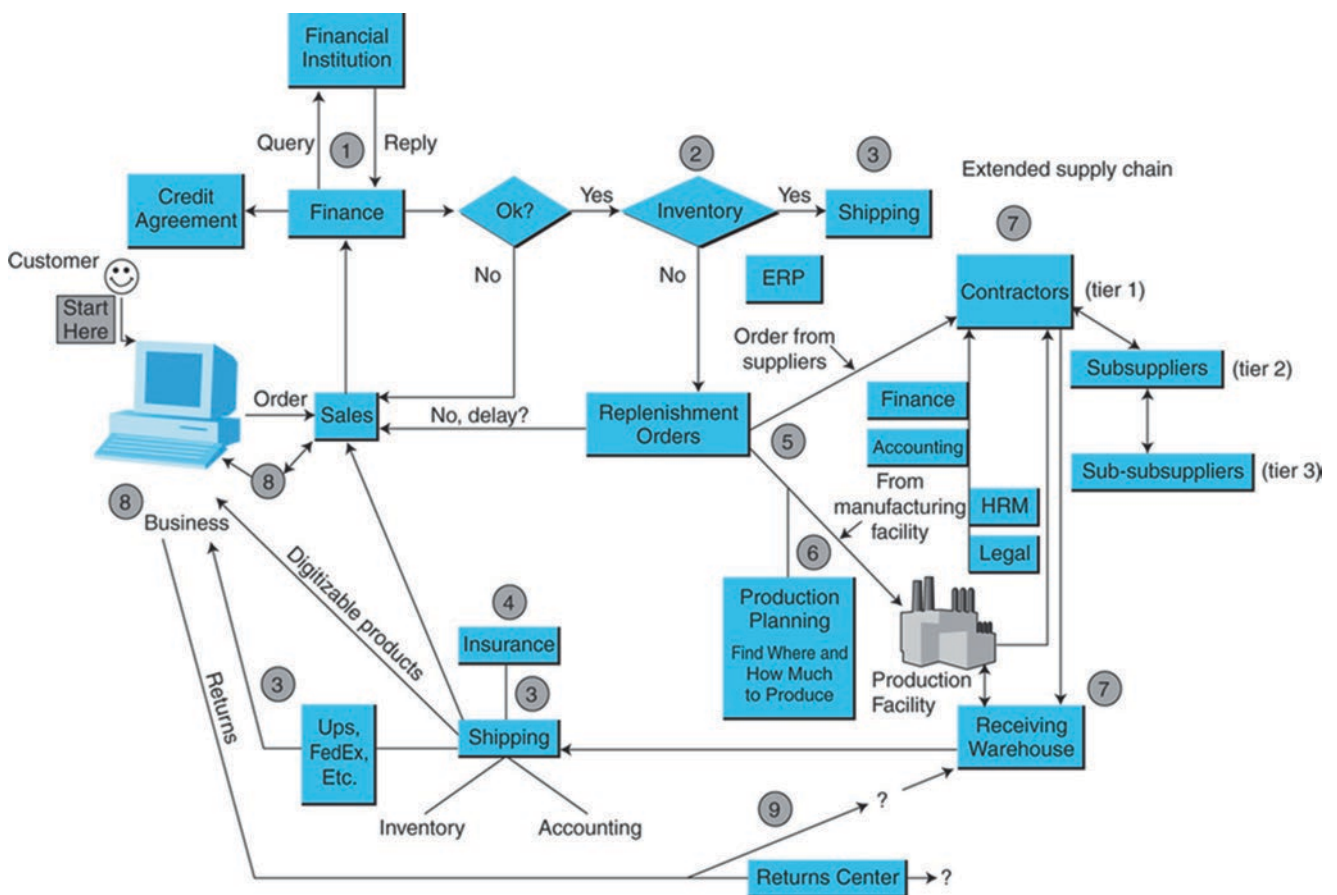 Financial
Institution
Query
1
Reply
2
3
Extended supply chain
Credit
Agreement
Finance
Ok?
Yes
Inventory
Yes
Shipping
7
Customer
Start
Here
No
No
ERP
Contractors
(tier 1)
Order from
suppliers
Subsuppliers
(tier 2)
Order
Sales
No, delay?
Replenishment
Orders
Finance
5
Accounting
Sub-subsuppliers
(tier 3)
8
8
Business
From
manufacturing
facility
HRM
Legal
6
Digitizable products
4
Insurance
Production
Planning
Find Where and
How Much
to Produce
Production
Facility
Returns
3
3
7
Ups,
FedEx,
Etc.
Shipping
Receiving
Warehouse
Inventory
Accounting
9
?
Returns Center
?